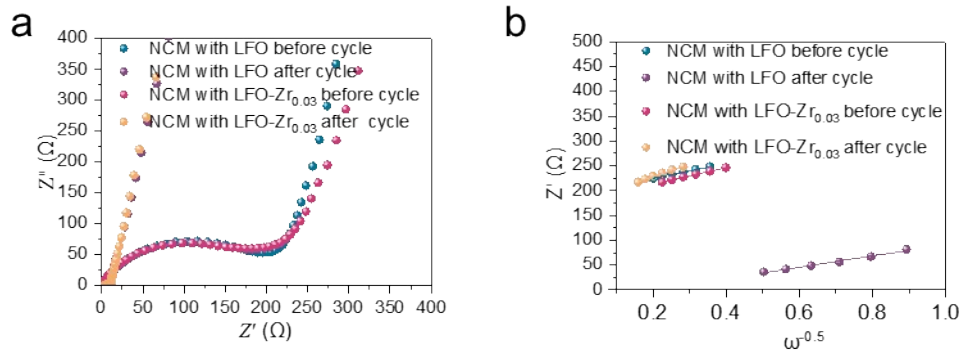 a
400
350
300
250
200
150
100
50
0
Z" (Ω)
NCM with LFO before cycle
NCM with LFO after cycle
NCM with LFO-Zr0.03 before cycle
NCM with LFO-Zr0.03 after cycle
0 50 100 150 200 250 300 350 400
Z' (Ω)
b
500
450
400
350
300
250
200
150
100
50
0
Z' (Ω)
NCM with LFO before cycle
NCM with LFO after cycle
NCM with LFO-Zr0.03 before cycle
NCM with LFO-Zr0.03 after cycle
0.2 0.4 0.6 0.8 1.0
ω-0.5